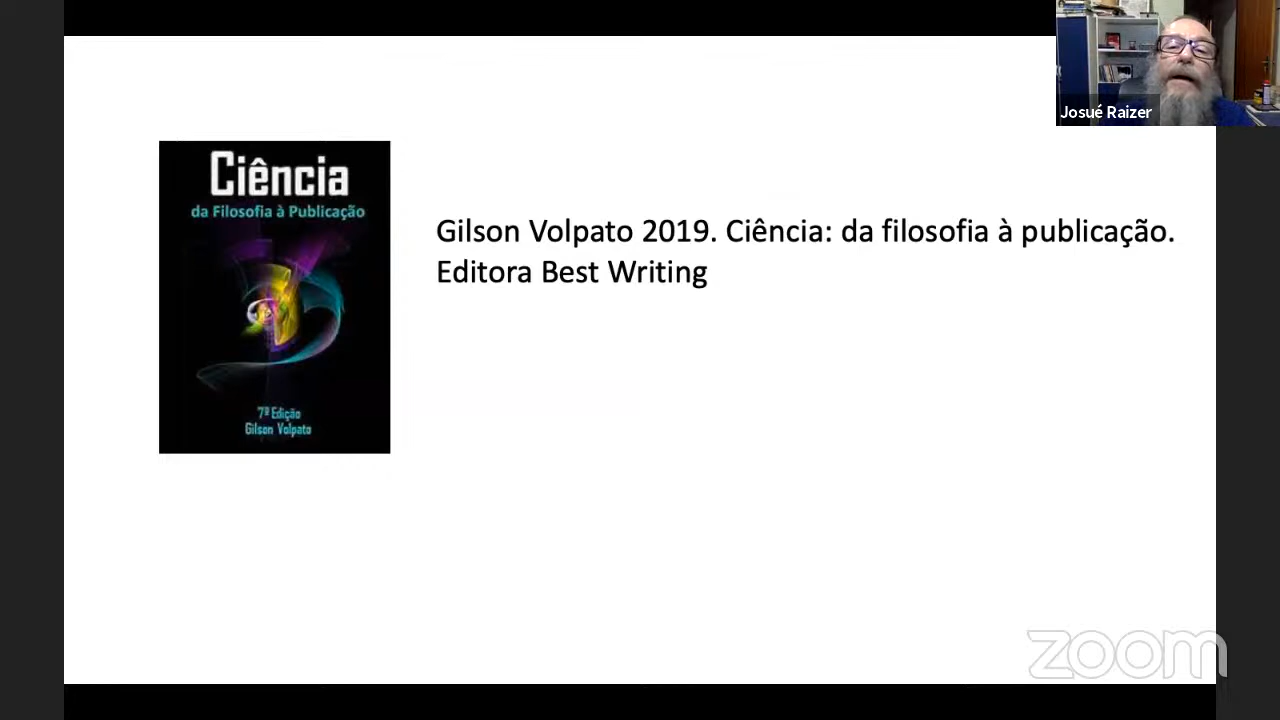 Josué Raizer
Ciência
da Filosofia à Publicação
Gilson Volpato 2019. Ciência: da filosofia à publicação.
Editora Best Writing
7ª Edição
Gilson Volpato
zoom